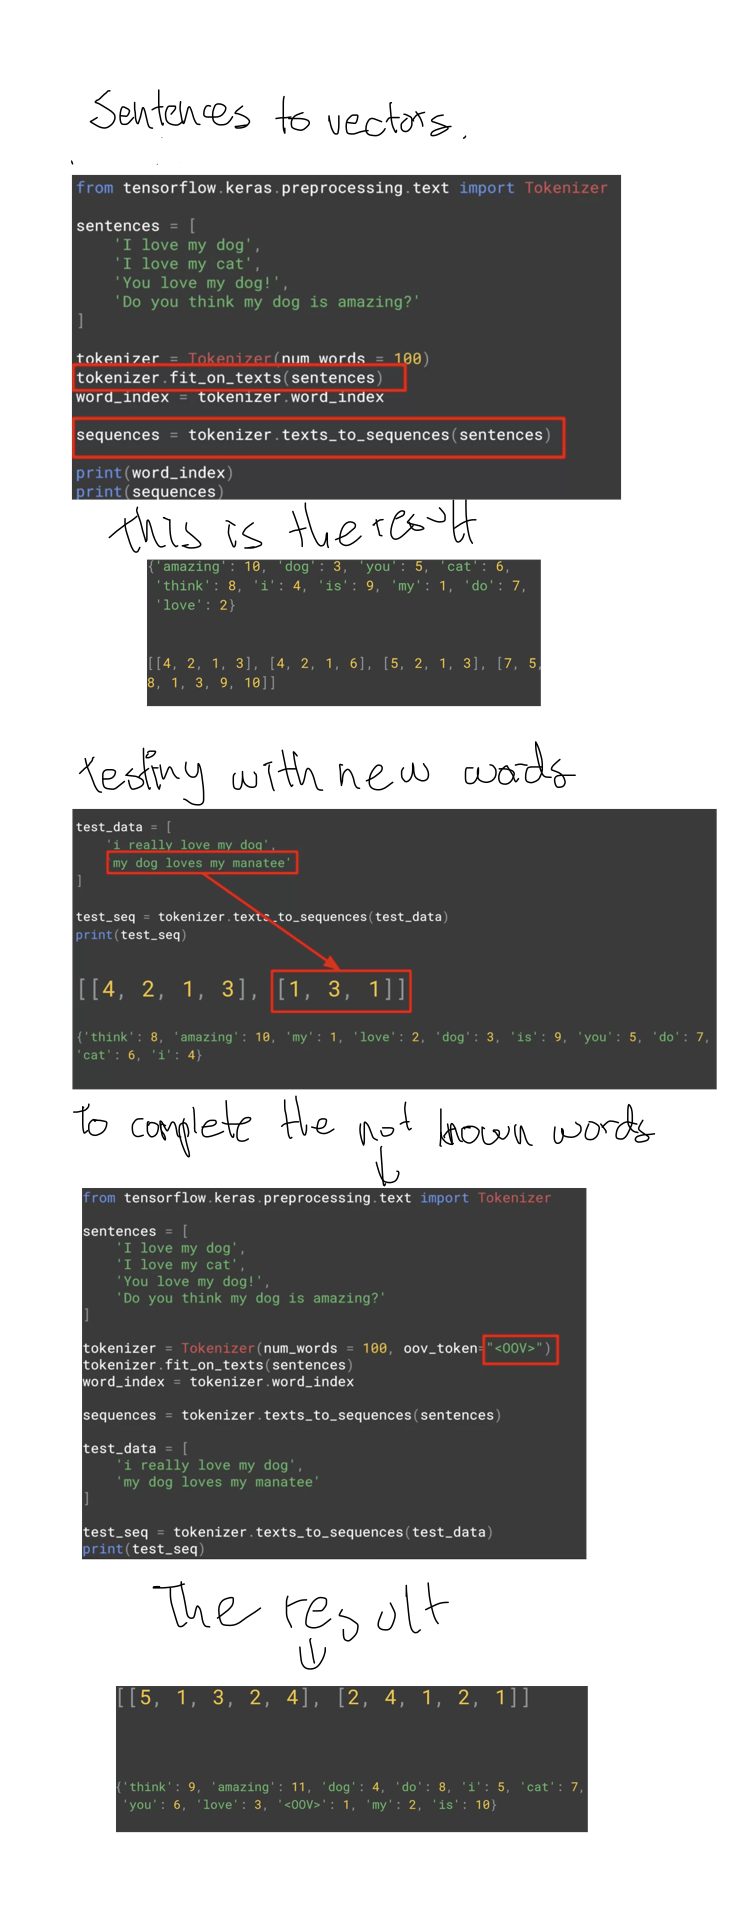 Sentences to vectors.
from tensorflow.keras.preprocessing.text import Tokenizer
sentences = [
'I love my dog',
'I love my cat',
'You love my dog!',
'Do you think my dog is amazing?'
]
tokenizer = Tokenizer(num_words = 100)
tokenizer.fit_on_texts(sentences)
word_index = tokenizer.word_index
sequences = tokenizer.texts_to_sequences(sentences)
print(word_index)
print(sequences)
this is the result
{'amazing': 10, 'dog': 3, 'you': 5, 'cat': 6,
'think': 8, 'i': 4, 'is': 9, 'my': 1, 'do': 7,
'love': 2}
[[4, 2, 1, 3], [4, 2, 1, 6], [5, 2, 1, 3], [7, 5,
8, 1, 3, 9, 10]]
testiny with new words
test_data = [
'i really love my dog',
'my dog loves my manatee'
]
test_seq = tokenizer.texts_to_sequences(test_data)
print(test_seq)
[[4, 2, 1, 3], [1, 3, 1]]
{'think': 8, 'amazing': 10, 'my': 1, 'love': 2, 'dog': 3, 'is': 9, 'you': 5, 'do': 7,
'cat': 6, 'i': 4}
To complete the not known words
from tensorflow.keras.preprocessing.text import Tokenizer
sentences = [
'I love my dog',
'I love my cat',
'You love my dog!',
'Do you think my dog is amazing?'
]
tokenizer = Tokenizer(num_words = 100, oov_token="<OOV>")
tokenizer.fit_on_texts(sentences)
word_index = tokenizer.word_index
sequences = tokenizer.texts_to_sequences(sentences)
test_data = [
'i really love my dog',
'my dog loves my manatee'
]
test_seq = tokenizer.texts_to_sequences(test_data)
print(test_seq)
The result
[[5, 1, 3, 2, 4], [2, 4, 1, 2, 1]]
{'think': 9, 'amazing': 11, 'dog': 4, 'do': 8, 'i': 5, 'cat': 7,
'you': 6, 'love': 3, '<OOV>': 1, 'my': 2, 'is': 10}